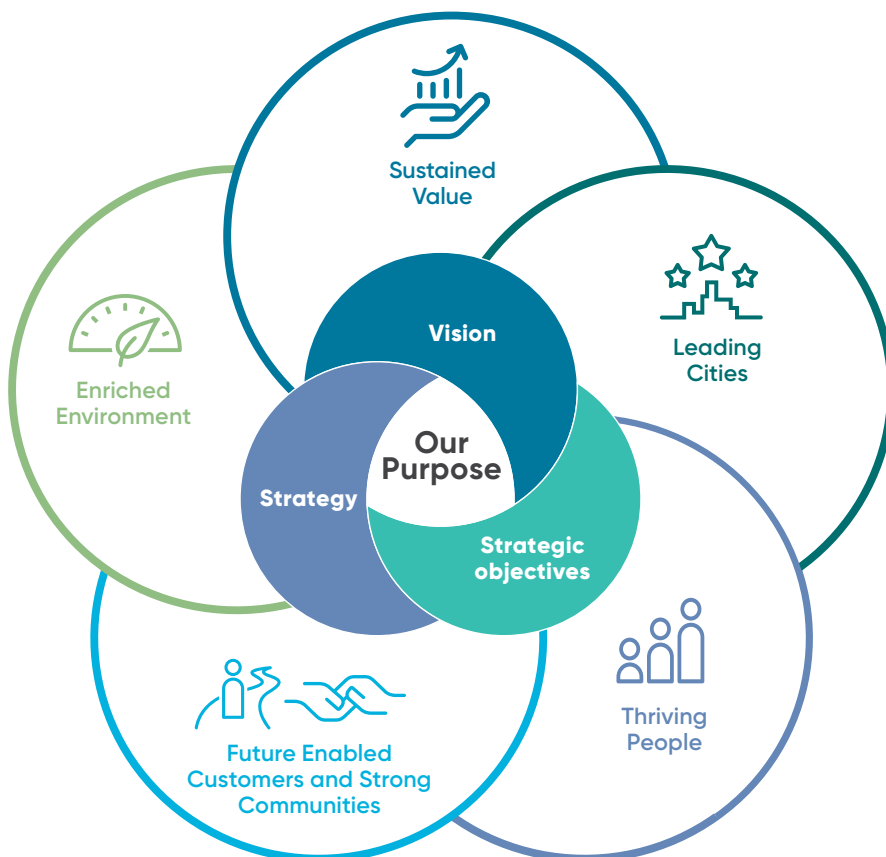 Sustained
Value
Leading
Cities
Enriched
Environment
Vision
Our
Purpose
Strategy
Strategic
objectives
Thriving
People
Future Enabled
Customers and Strong
Communities